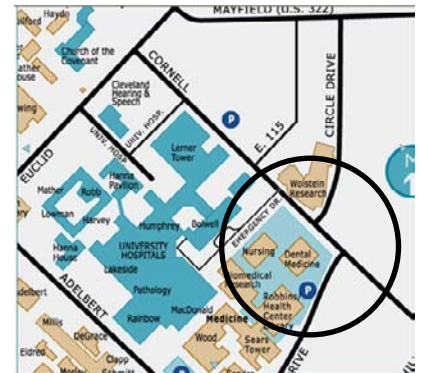 MAYFIELD (U.S. 322)
Haydn
Church of the
Covenant
CORNELL
Cleveland
Hearing &
Speech
P
E. 115
CIRCLE DRIVE
UNIV. HOSP.
UNIV. HOSP
Lerner
Tower
EUCLID
Hanna
Pavilion
Mather
Robb
Lowman
Harvey
Wolstein
Research
Humphrey
Bolwell
EMERGENCY DR.
Hanna
House
UNIVERSITY
HOSPITALS
Lakeside
Nursing
Dental
Medicine
ADELBERT
Pathology
Biomedical
Research
Robbins
Health
Center
P
MacDonald
Rainbow
Medicine
Wood
Sears
Tower
Millis
DeGrace
Clapp
Eldred